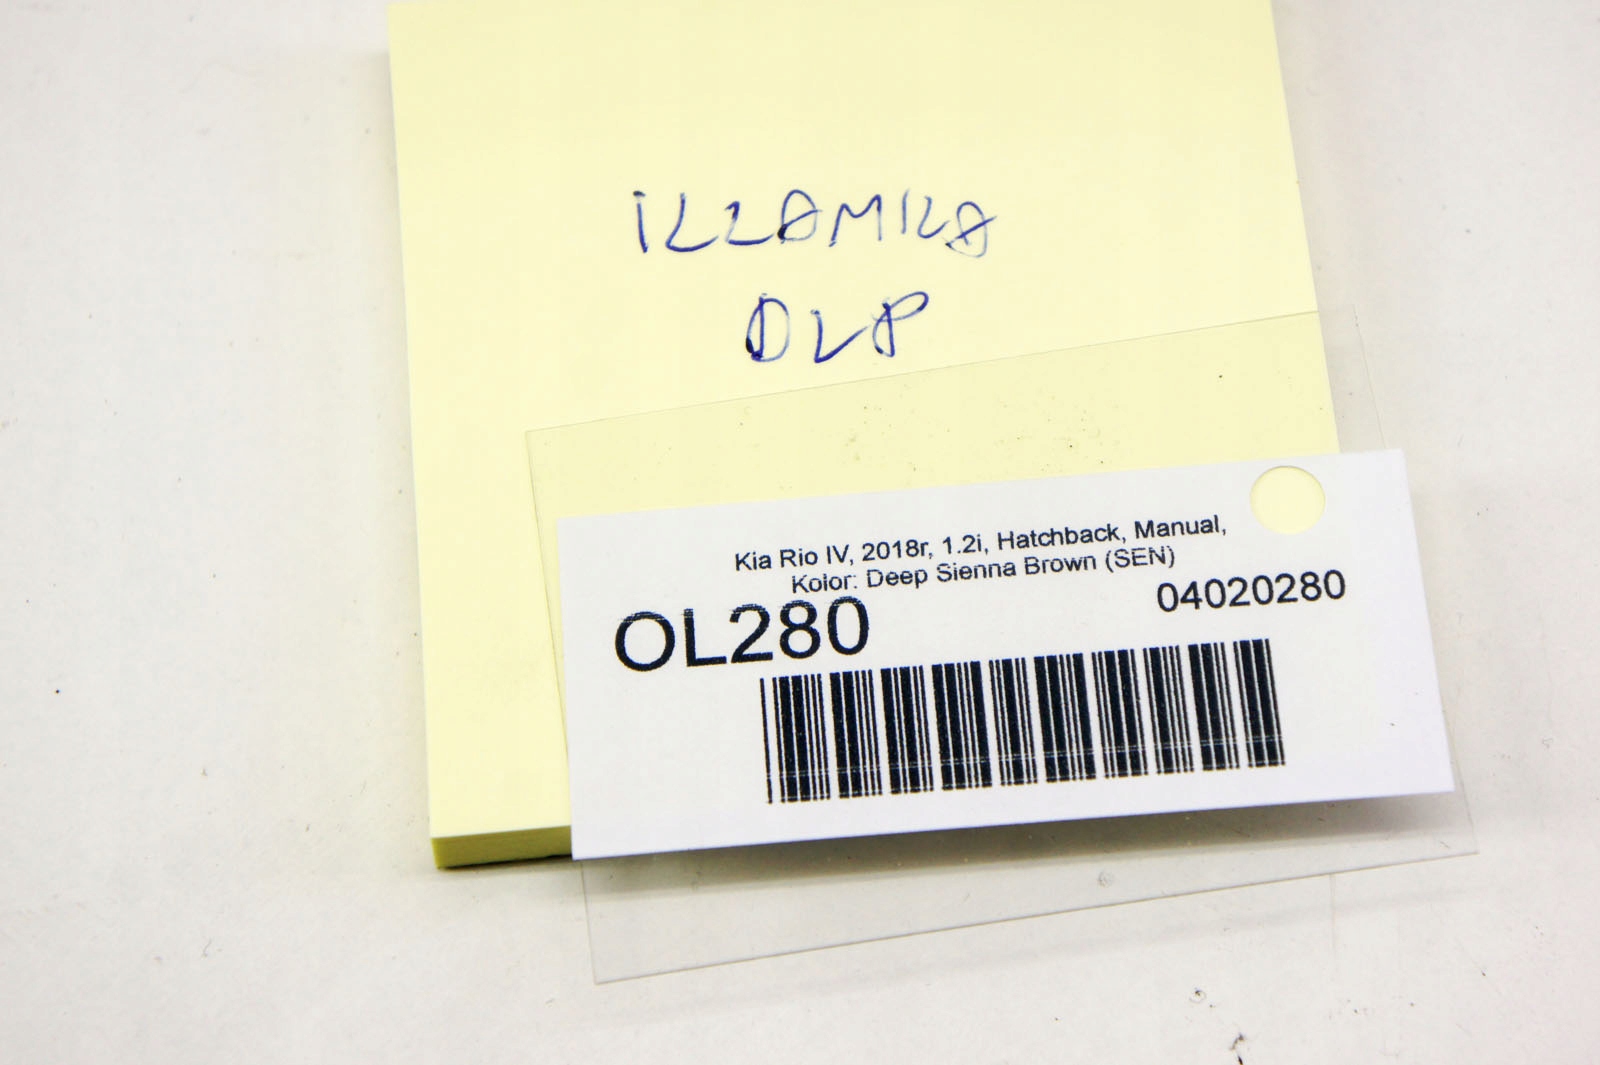 ILLAMILA
DLP
Kia Rio IV, 2018r, 1.2i, Hatchback, Manual,
Kolor: Deep Sienna Brown (SEN)
OL280
04020280